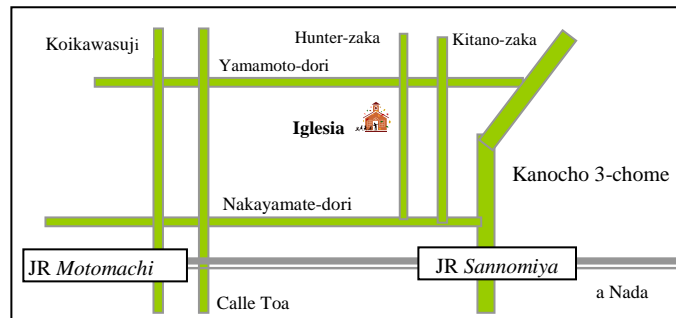 Hunter-zaka
Kitano-zaka
Koikawasuji
Yamamoto-dori
Iglesia
Kanocho 3-chome
Nakayamate-dori
JR Motomachi
JR Sannomiya
a Nada
Calle Toa